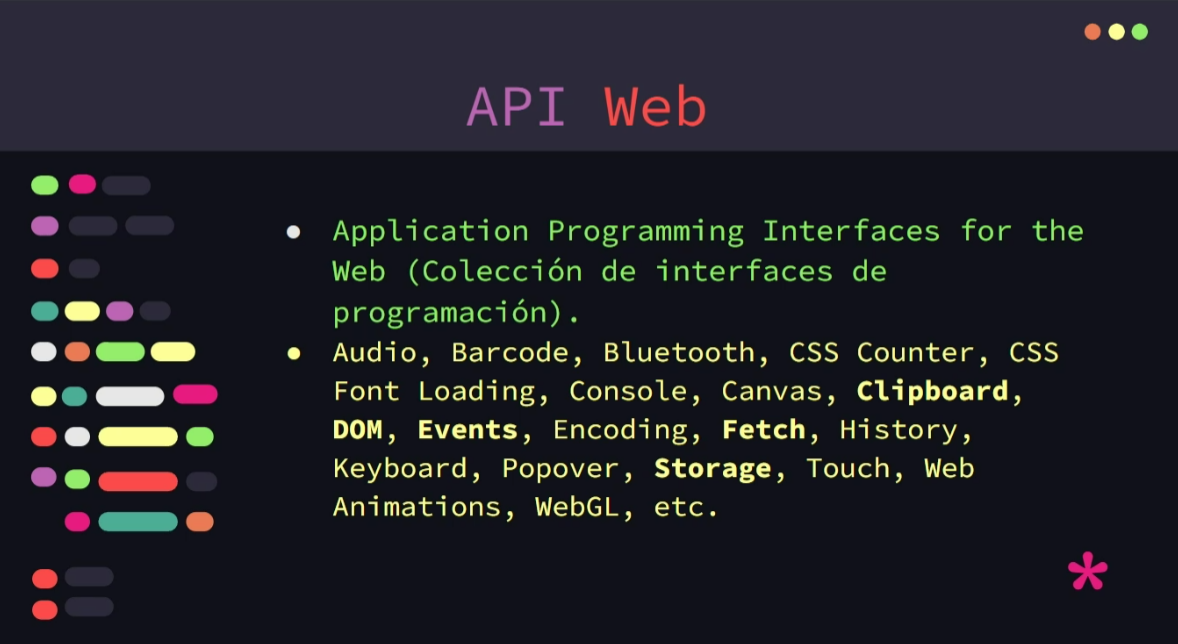 API Web
● Application Programming Interfaces for the
Web (Colección de interfaces de
programación).
● Audio, Barcode, Bluetooth, CSS Counter, CSS
Font Loading, Console, Canvas, Clipboard,
DOM, Events, Encoding, Fetch, History,
Keyboard, Popover, Storage, Touch, Web
Animations, WebGL, etc.
*